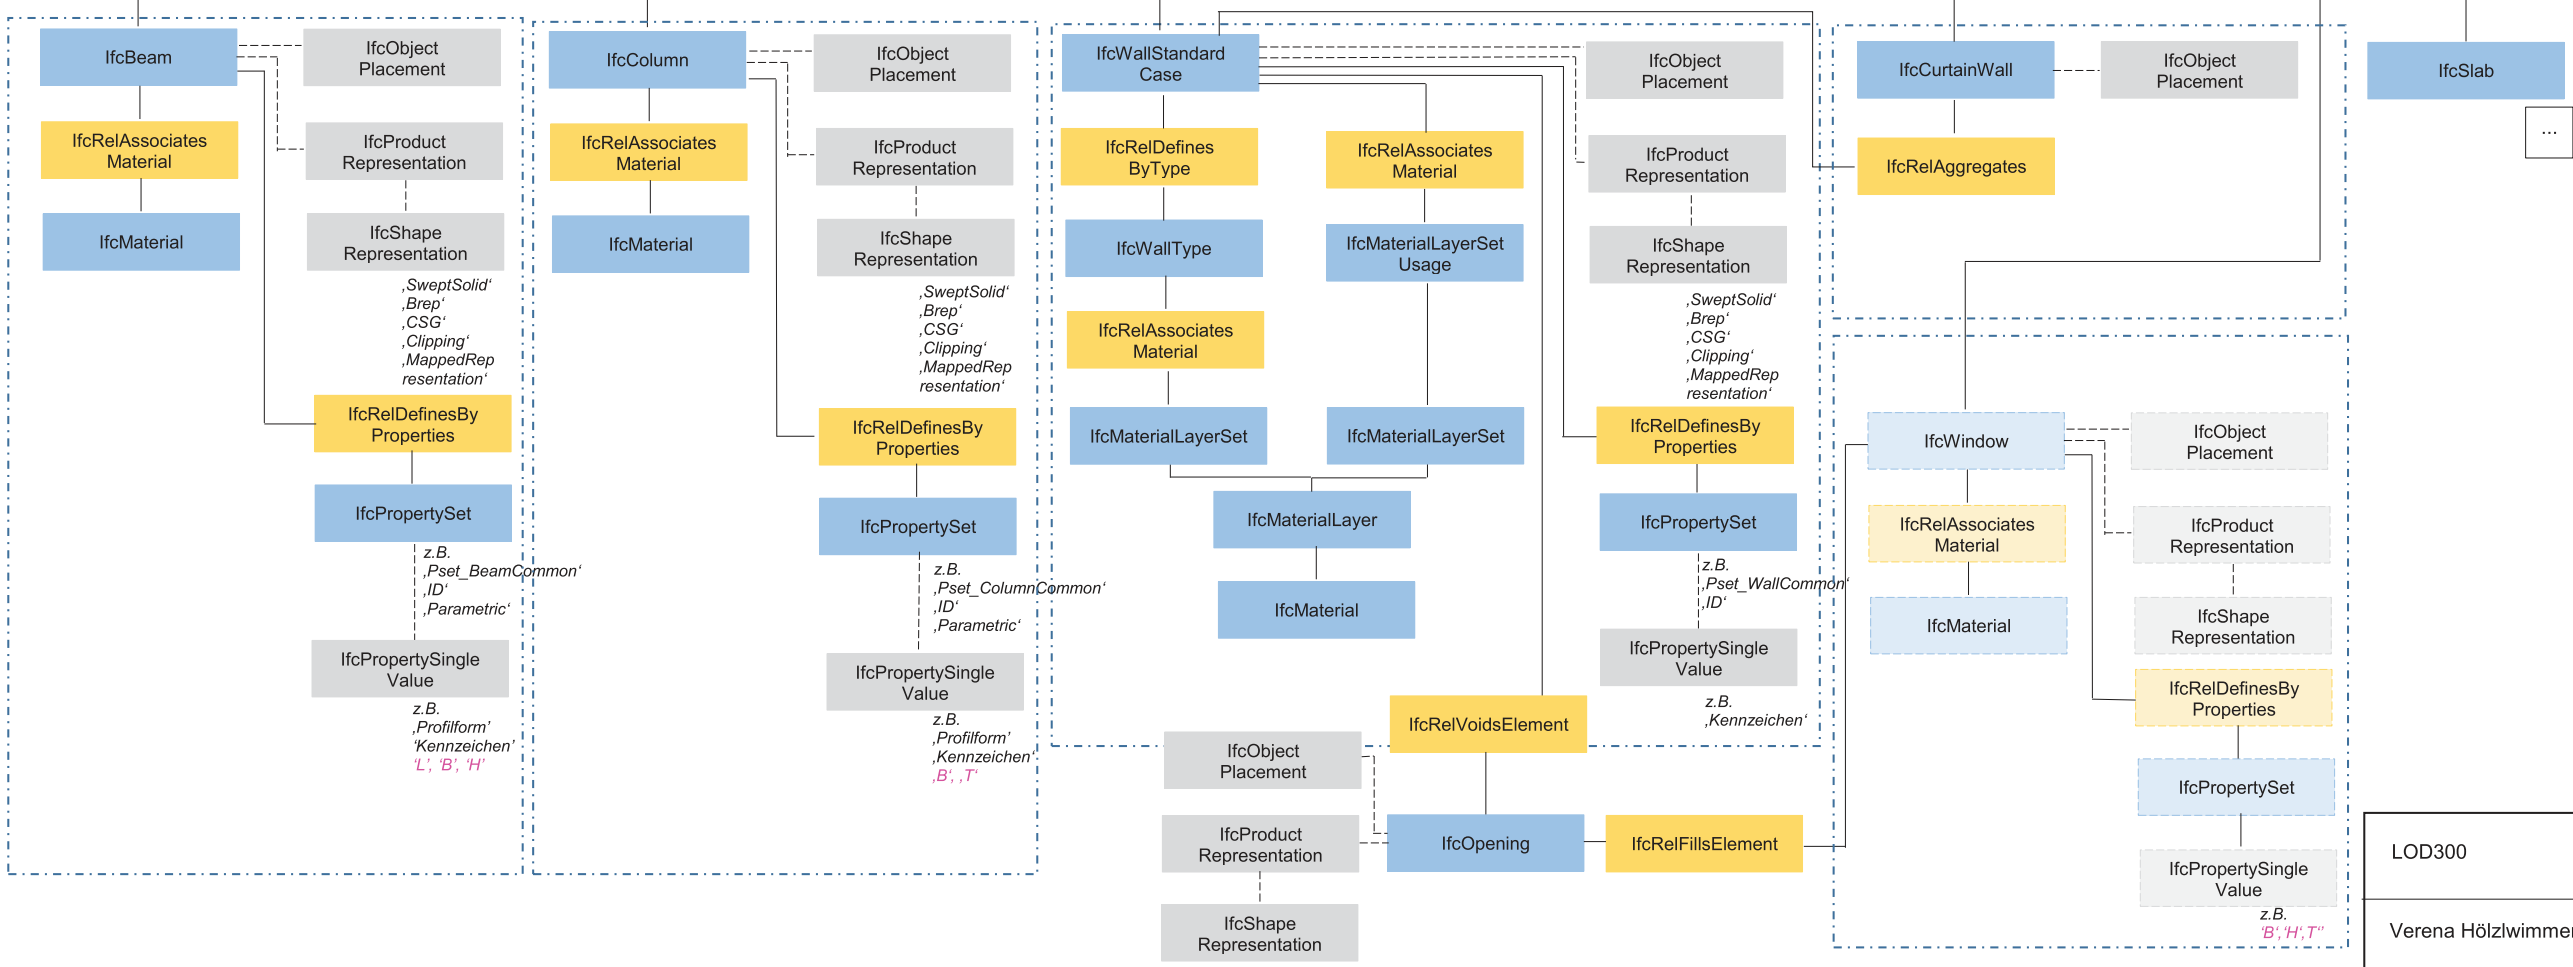 IfcBeam
IfcObject
Placement
IfcRelAssociates
Material
IfcProduct
Representation
IfcMaterial
IfcShape
Representation
‚SweptSolid‘
‚Brep‘
‚CSG‘
‚Clipping‘
‚MappedRep
resentation‘
IfcRelDefinesBy
Properties
IfcPropertySet
z.B.
‚Pset_BeamCommon‘
‚ID‘
‚Parametric‘
IfcPropertySingle
Value
z.B.
‚Profilform’
‘Kennzeichen’
‘L’, ‘B’, ‘H’
IfcColumn
IfcObject
Placement
IfcRelAssociates
Material
IfcProduct
Representation
IfcMaterial
IfcShape
Representation
‚SweptSolid‘
‚Brep‘
‚CSG‘
‚Clipping‘
‚MappedRep
resentation‘
IfcRelDefinesBy
Properties
IfcPropertySet
z.B.
‚Pset_ColumnCommon‘
‚ID‘
‚Parametric‘
IfcPropertySingle
Value
z.B.
‚Profilform’
‚Kennzeichen‘
‚B‘, ‚T‘
IfcWallStandard
Case
IfcObject
Placement
IfcRelDefines
ByType
IfcRelAssociates
Material
IfcProduct
Representation
IfcWallType
IfcMaterialLayerSet
Usage
IfcShape
Representation
‚SweptSolid‘
‚Brep‘
‚CSG‘
‚Clipping‘
‚MappedRep
resentation‘
IfcRelAssociates
Material
IfcMaterialLayerSet
IfcMaterialLayerSet
IfcRelDefinesBy
Properties
IfcMaterialLayer
IfcPropertySet
z.B.
‚Pset_WallCommon‘
‚ID‘
IfcMaterial
IfcPropertySingle
Value
z.B.
‚Kennzeichen‘
IfcRelVoidsElement
IfcObject
Placement
IfcProduct
Representation
IfcOpening
IfcRelFillsElement
IfcShape
Representation
IfcCurtainWall
IfcObject
Placement
IfcRelAggregates
IfcSlab
...
IfcWindow
IfcObject
Placement
IfcRelAssociates
Material
IfcProduct
Representation
IfcMaterial
IfcShape
Representation
IfcRelDefinesBy
Properties
IfcPropertySet
IfcPropertySingle
Value
z.B.
‘B‘,‘H‘,T‘’
LOD300
Verena Hölzlwimmer